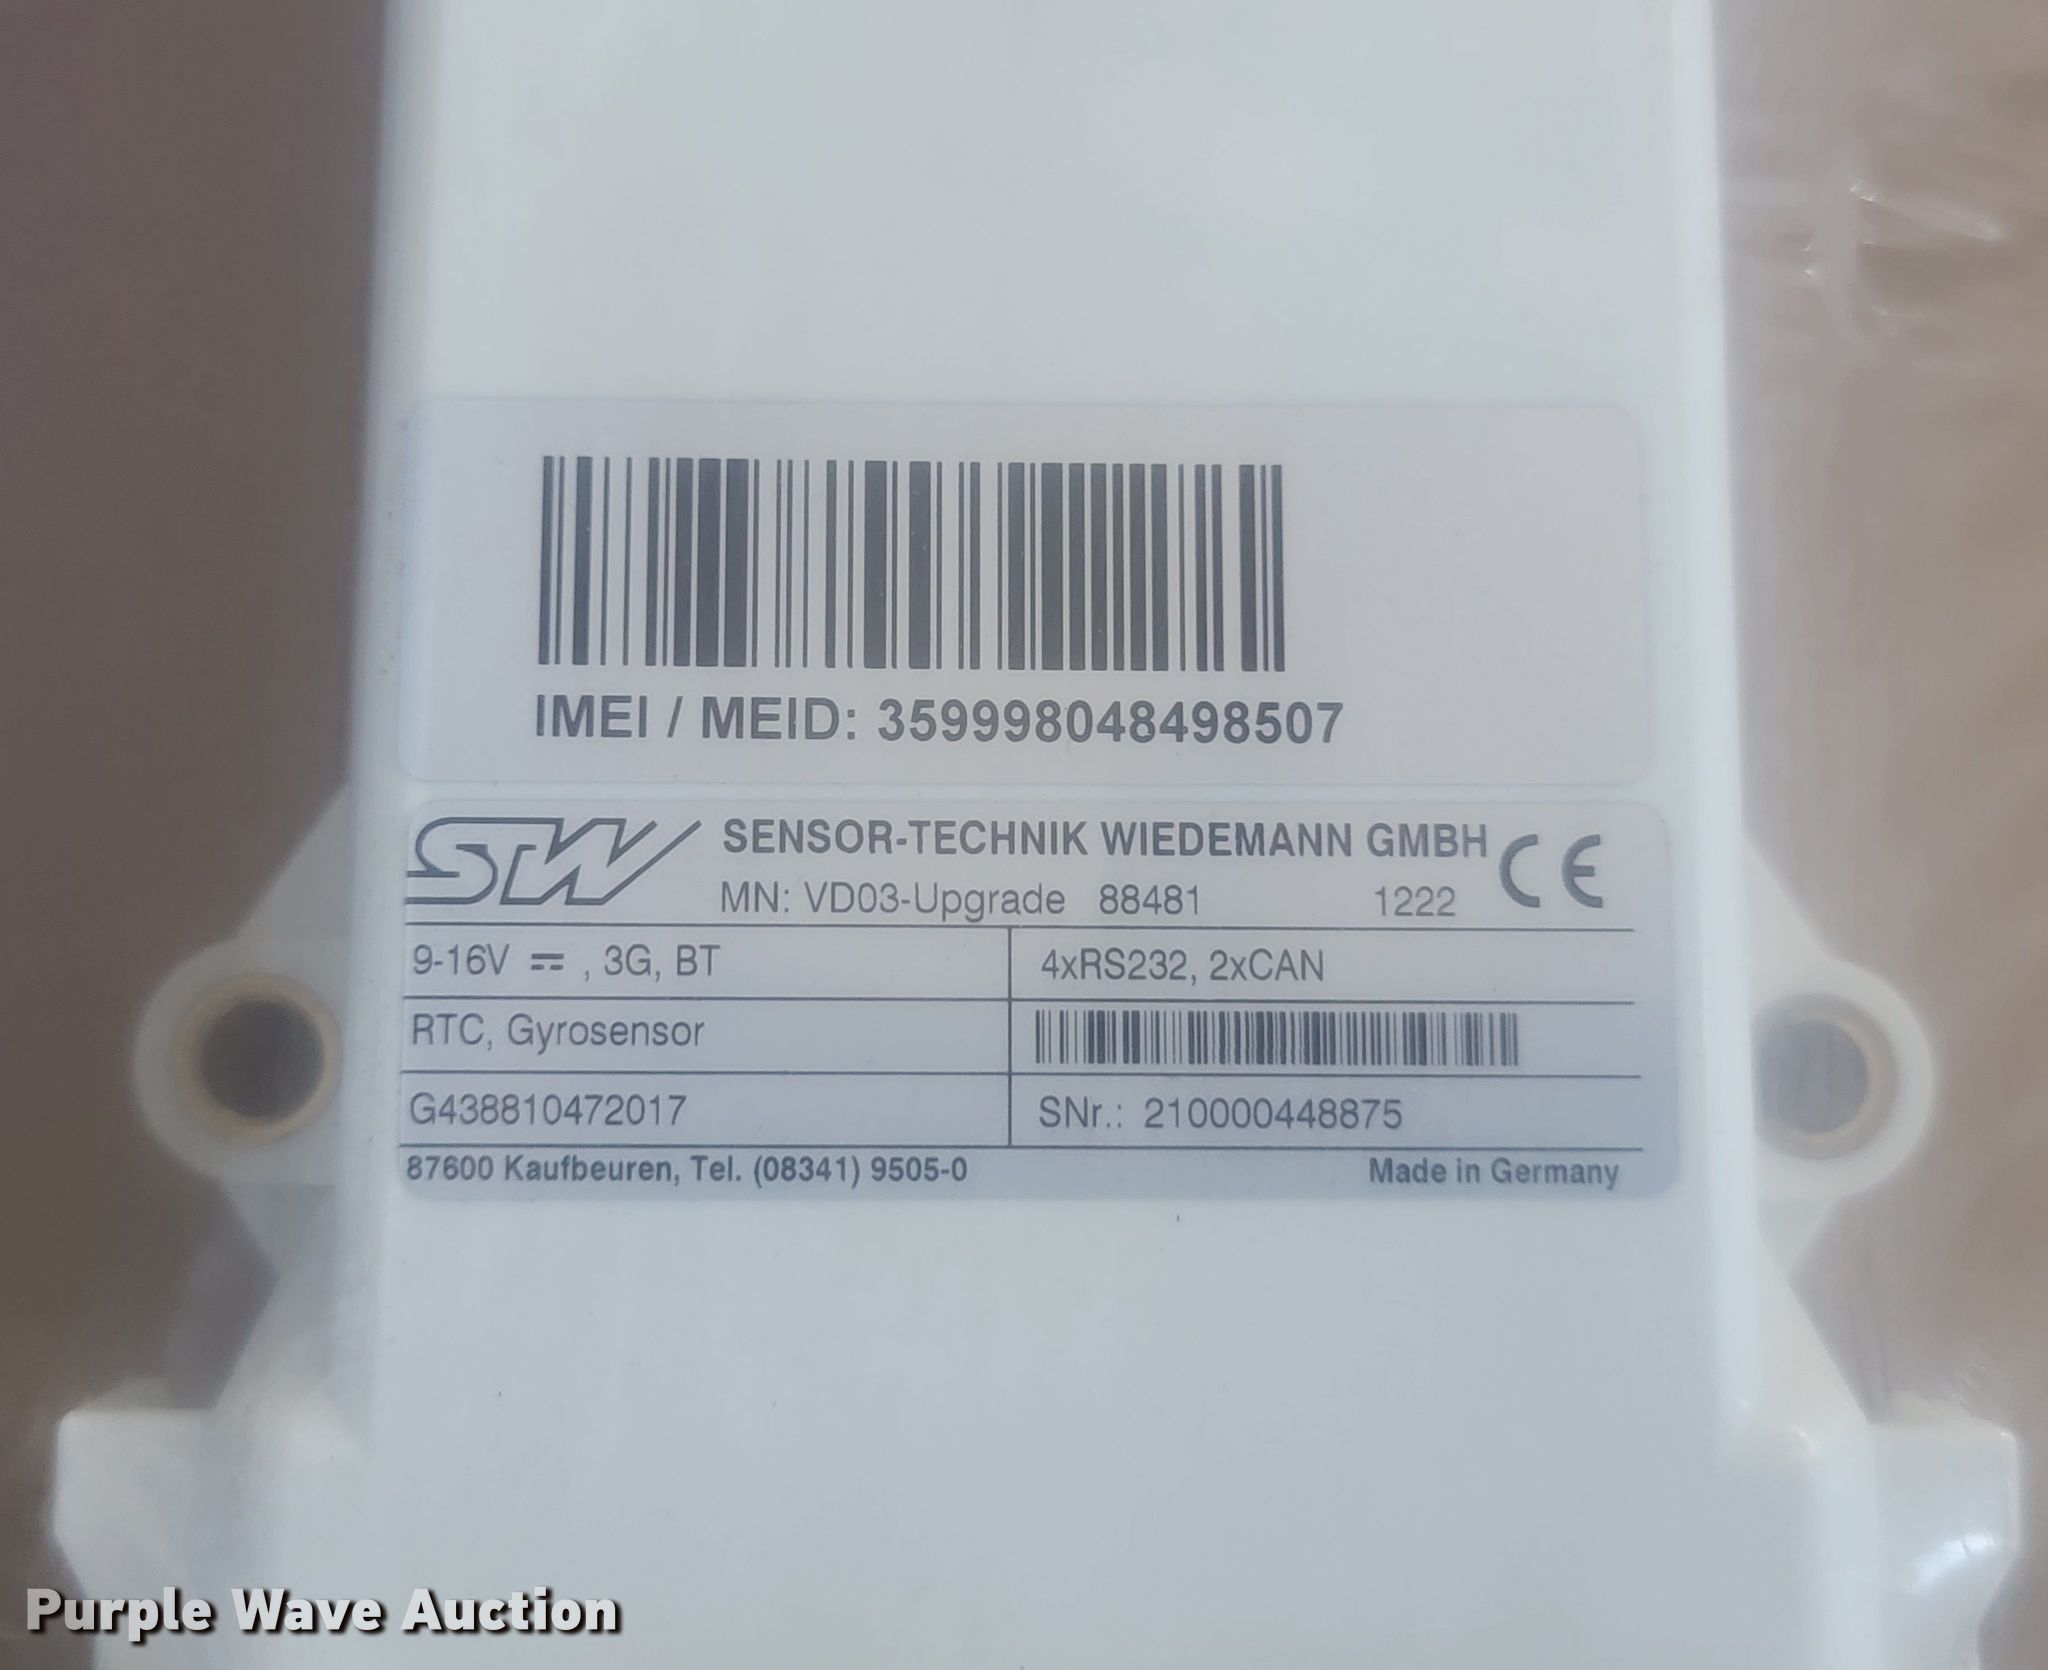 IMEI / MEID: 359998048498507
STW SENSOR-TECHNIK WIEDEMANN GMBH CE
MN: VD03-Upgrade 88481 1222
9-16V ⎓ , 3G, BT 4xRS232, 2xCAN
RTC, Gyrosensor
G438810472017 SNr.: 210000448875
87600 Kaufbeuren, Tel. (08341) 9505-0 Made in Germany
Purple Wave Auction